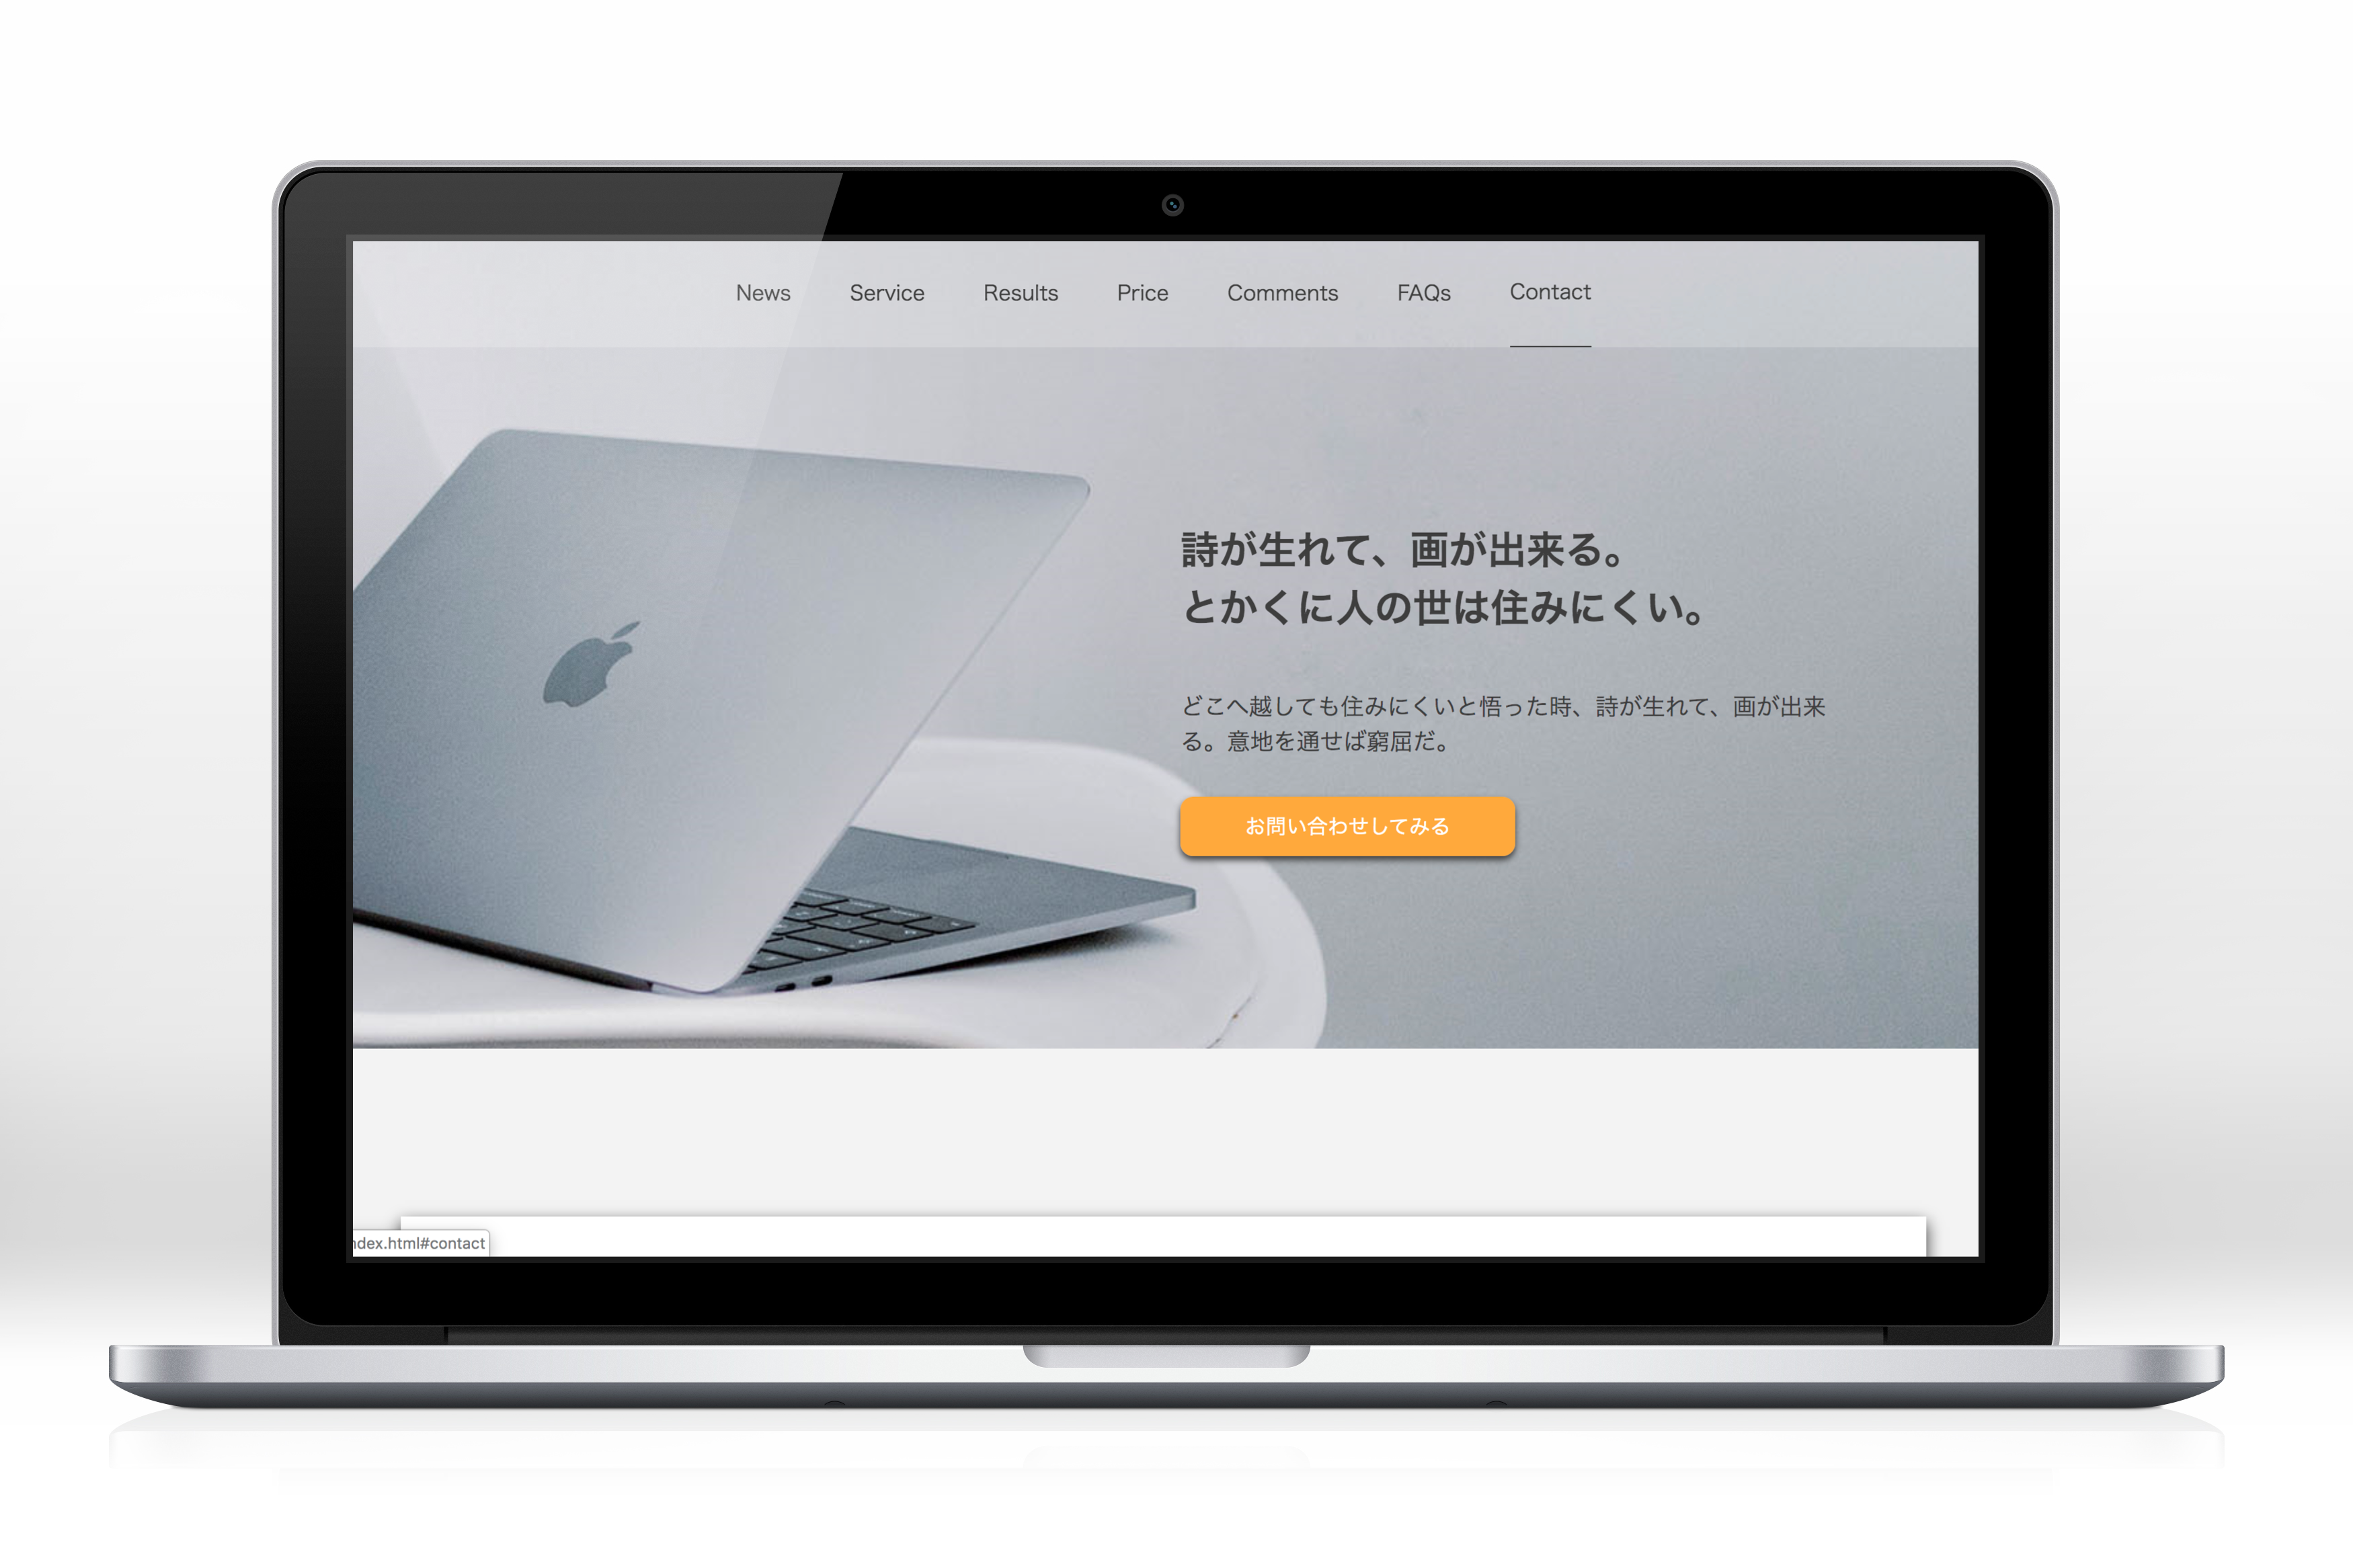 News Service Results Price Comments FAQs Contact
詩が生れて、画が出来る。
とかくに人の世は住みにくい。
どこへ越しても住みにくいと悟った時、詩が生れて、画が出来
る。意地を通せば窮屈だ。
お問い合わせしてみる
ndex.html#contact